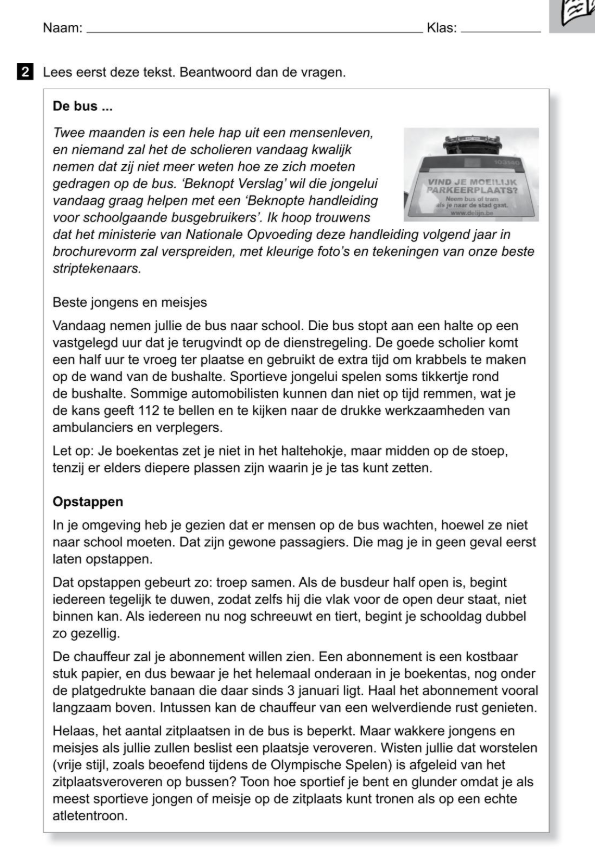 Naam: Klas:
2 Lees eerst deze tekst. Beantwoord dan de vragen.
De bus ...
Twee maanden is een hele hap uit een mensenleven,
en niemand zal het de scholieren vandaag kwalijk
nemen dat zij niet meer weten hoe ze zich moeten
gedragen op de bus. 'Beknopt Verslag' wil die jongelui
vandaag graag helpen met een 'Beknopte handleiding
voor schoolgaande busgebruikers'. Ik hoop trouwens
dat het ministerie van Nationale Opvoeding deze handleiding volgend jaar in
brochurevorm zal verspreiden, met kleurige foto's en tekeningen van onze beste
striptekenaars.
VIND JE MOEILIJK
PARKEERPLAATS?
Neem bus of tram
als je naar de stad gaat.
www.delijn.be
Beste jongens en meisjes
Vandaag nemen jullie de bus naar school. Die bus stopt aan een halte op een
vastgelegd uur dat je terugvindt op de dienstregeling. De goede scholier komt
een half uur te vroeg ter plaatse en gebruikt de extra tijd om krabbels te maken
op de wand van de bushalte. Sportieve jongelui spelen soms tikkertje rond
de bushalte. Sommige automobilisten kunnen dan niet op tijd remmen, wat je
de kans geeft 112 te bellen en te kijken naar de drukke werkzaamheden van
ambulanciers en verplegers.
Let op: Je boekentas zet je niet in het haltehokje, maar midden op de stoep,
tenzij er elders diepere plassen zijn waarin je je tas kunt zetten.
Opstappen
In je omgeving heb je gezien dat er mensen op de bus wachten, hoewel ze niet
naar school moeten. Dat zijn gewone passagiers. Die mag je in geen geval eerst
laten opstappen.
Dat opstappen gebeurt zo: troep samen. Als de busdeur half open is, begint
iedereen tegelijk te duwen, zodat zelfs hij die vlak voor de open deur staat, niet
binnen kan. Als iedereen nu nog schreeuwt en tiert, begint je schooldag dubbel
zo gezellig.
De chauffeur zal je abonnement willen zien. Een abonnement is een kostbaar
stuk papier, en dus bewaar je het helemaal onderaan in je boekentas, nog onder
de platgedrukte banaan die daar sinds 3 januari ligt. Haal het abonnement vooral
langzaam boven. Intussen kan de chauffeur van een welverdiende rust genieten.
Helaas, het aantal zitplaatsen in de bus is beperkt. Maar wakkere jongens en
meisjes als jullie zullen beslist een plaatsje veroveren. Wisten jullie dat worstelen
(vrije stijl, zoals beoefend tijdens de Olympische Spelen) is afgeleid van het
zitplaatsveroveren op bussen? Toon hoe sportief je bent en glunder omdat je als
meest sportieve jongen of meisje op de zitplaats kunt tronen als op een echte
atletentroon.